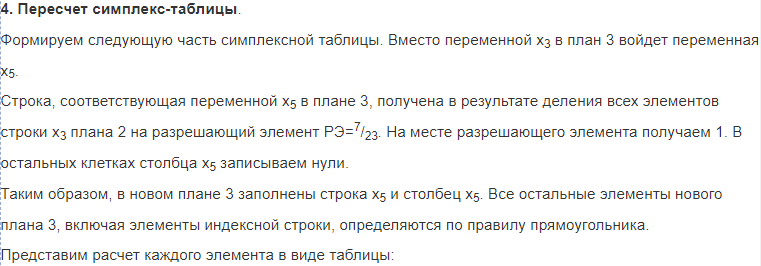 4. Пересчет симплекс-таблицы.
Формируем следующую часть симплексной таблицы. Вместо переменной x₃ в план 3 войдет переменная
x₅.
Строка, соответствующая переменной x₅ в плане 3, получена в результате деления всех элементов
строки x₃ плана 2 на разрешающий элемент РЭ=⁷/₂₃. На месте разрешающего элемента получаем 1. В
остальных клетках столбца x₅ записываем нули.
Таким образом, в новом плане 3 заполнены строка x₅ и столбец x₅. Все остальные элементы нового
плана 3, включая элементы индексной строки, определяются по правилу прямоугольника.
Представим расчет каждого элемента в виде таблицы: